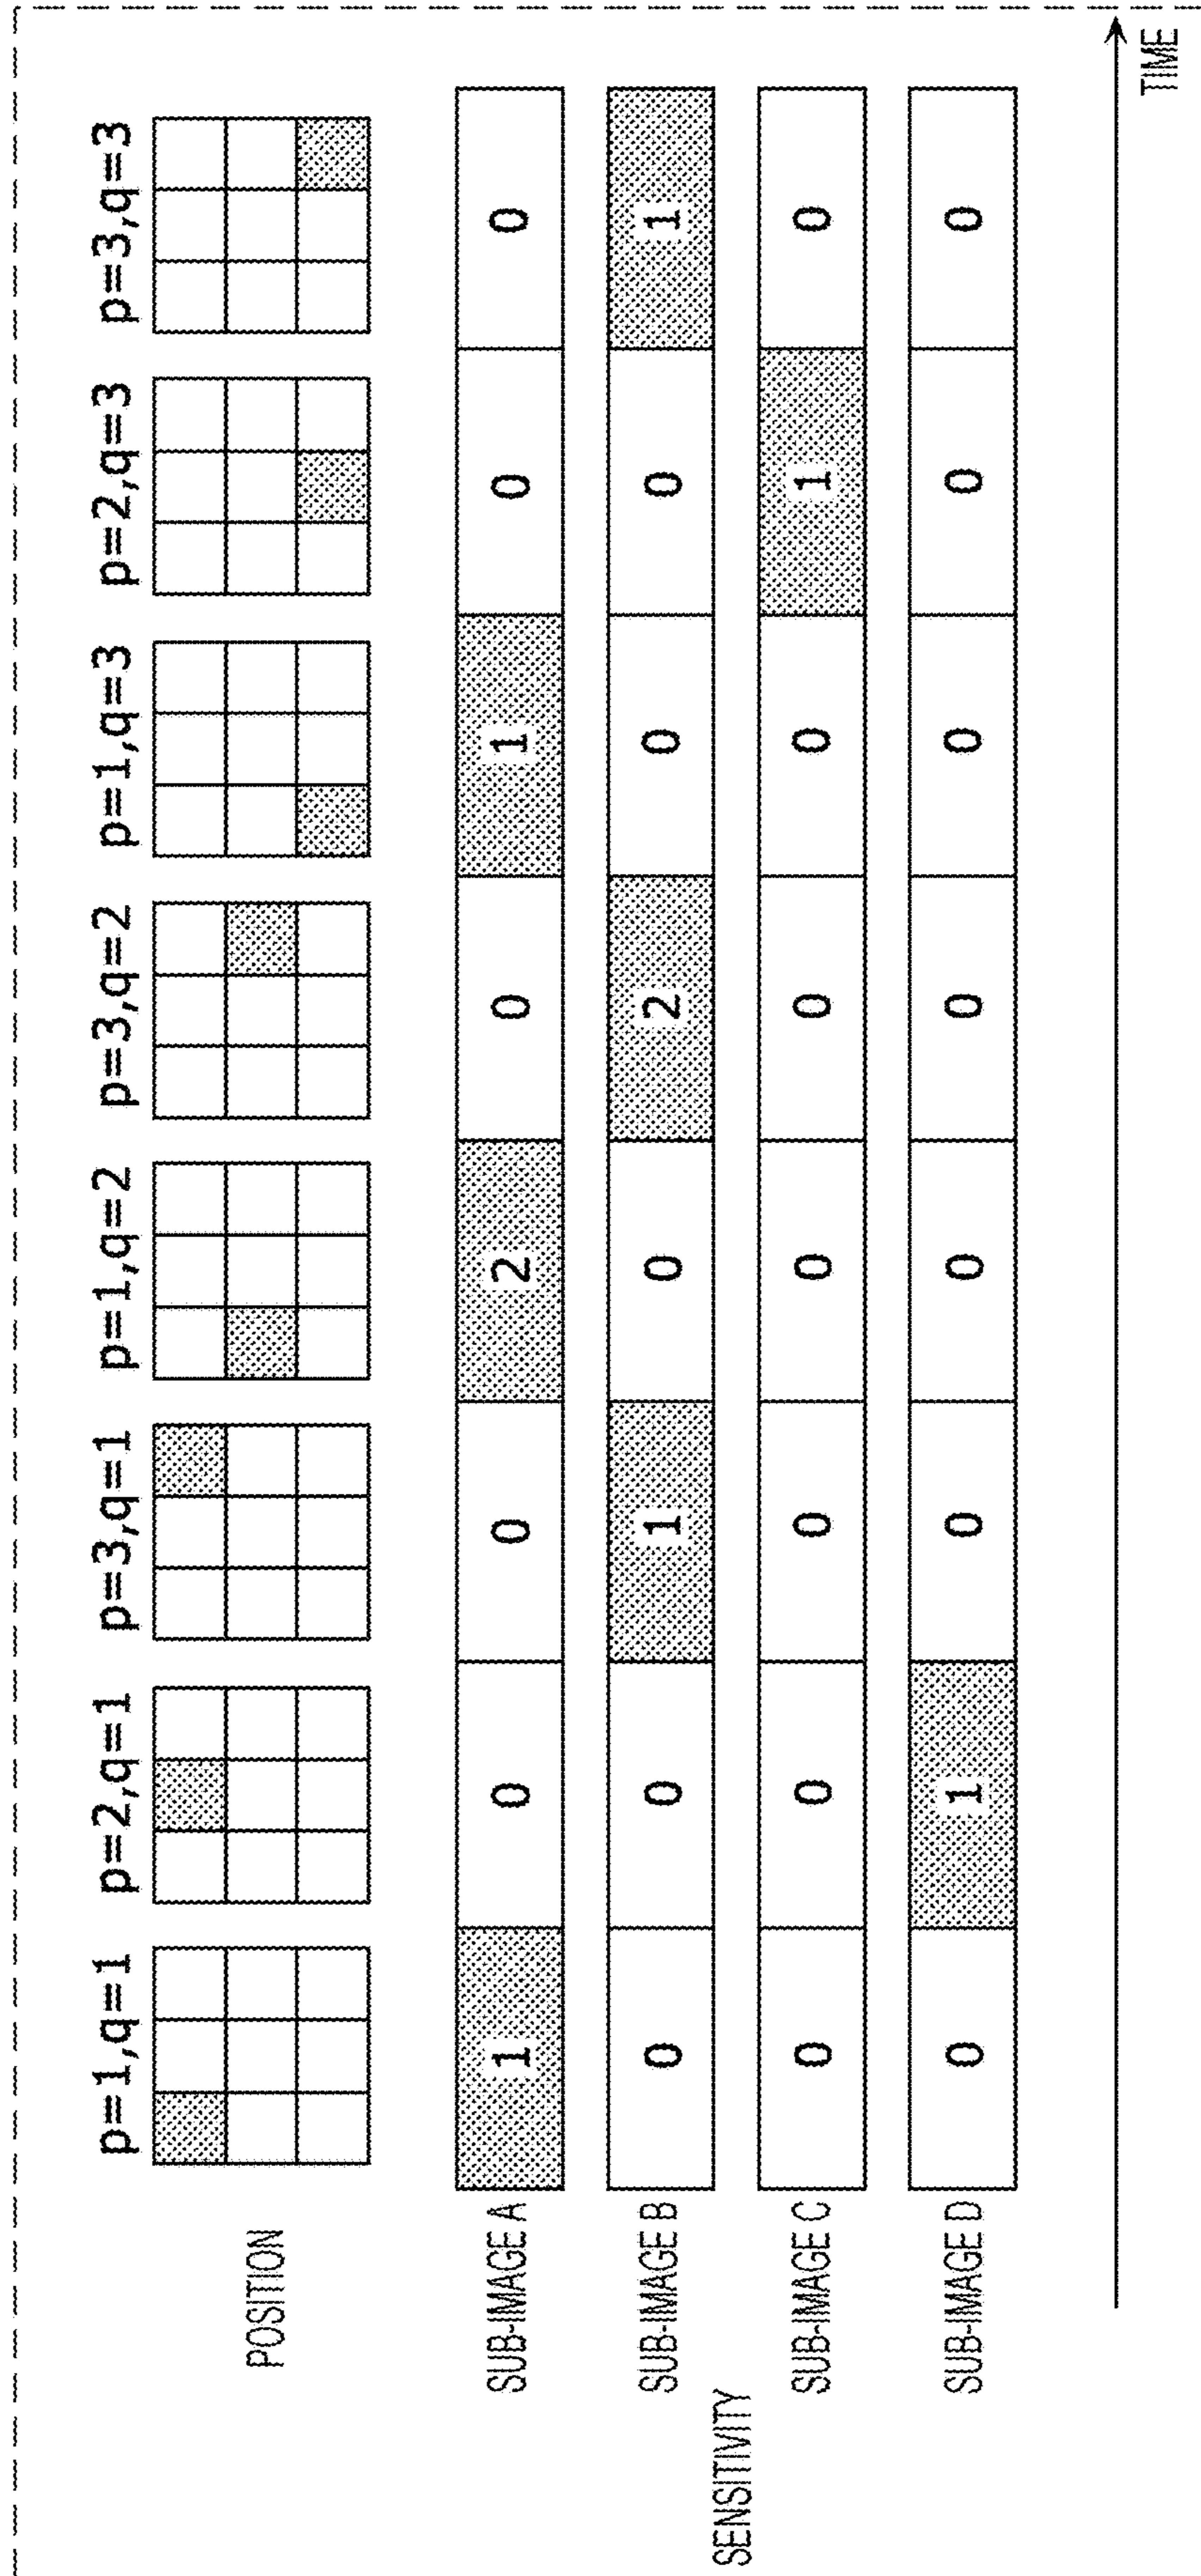 p=1,q=1 p=2,q=1 p=3,q=1 p=1,q=2 p=3,q=2 p=1,q=3 p=2,q=3 p=3,q=3
POSITION
SENSITIVITY
SUB-IMAGE A 1 0 0 2 0 1 0 0
SUB-IMAGE B 0 0 1 0 2 0 0 1
SUB-IMAGE C 0 0 0 0 0 0 1 0
SUB-IMAGE D 0 1 0 0 0 0 0 0
TIME